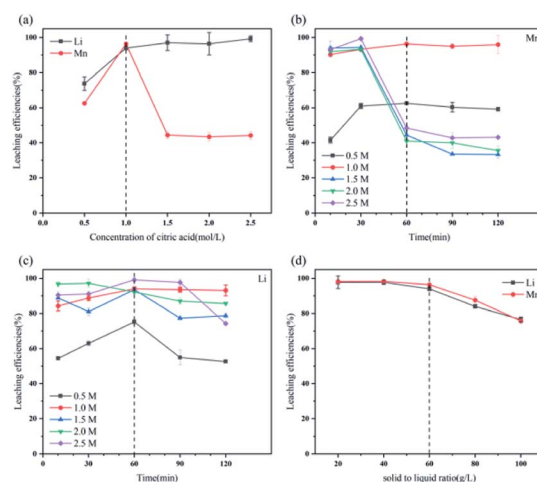 (a)
Li
Mn
Leaching efficiencies(%)
100
80
60
40
20
0
0.5
1.0
1.5
2.0
2.5
Concentration of citric acid(mol/L)
(b)
Mn
Leaching efficiencies(%)
100
80
60
40
20
0
0.5 M
1.0 M
1.5 M
2.0 M
2.5 M
0
30
60
90
120
Time(min)
(c)
Li
Leaching efficiencies(%)
100
80
60
40
20
0
0.5 M
1.0 M
1.5 M
2.0 M
2.5 M
0
30
60
90
120
Time(min)
(d)
Li
Mn
Leaching efficiencies(%)
100
80
60
40
20
0
20
40
60
80
100
solid to liquid ratio(g/L)